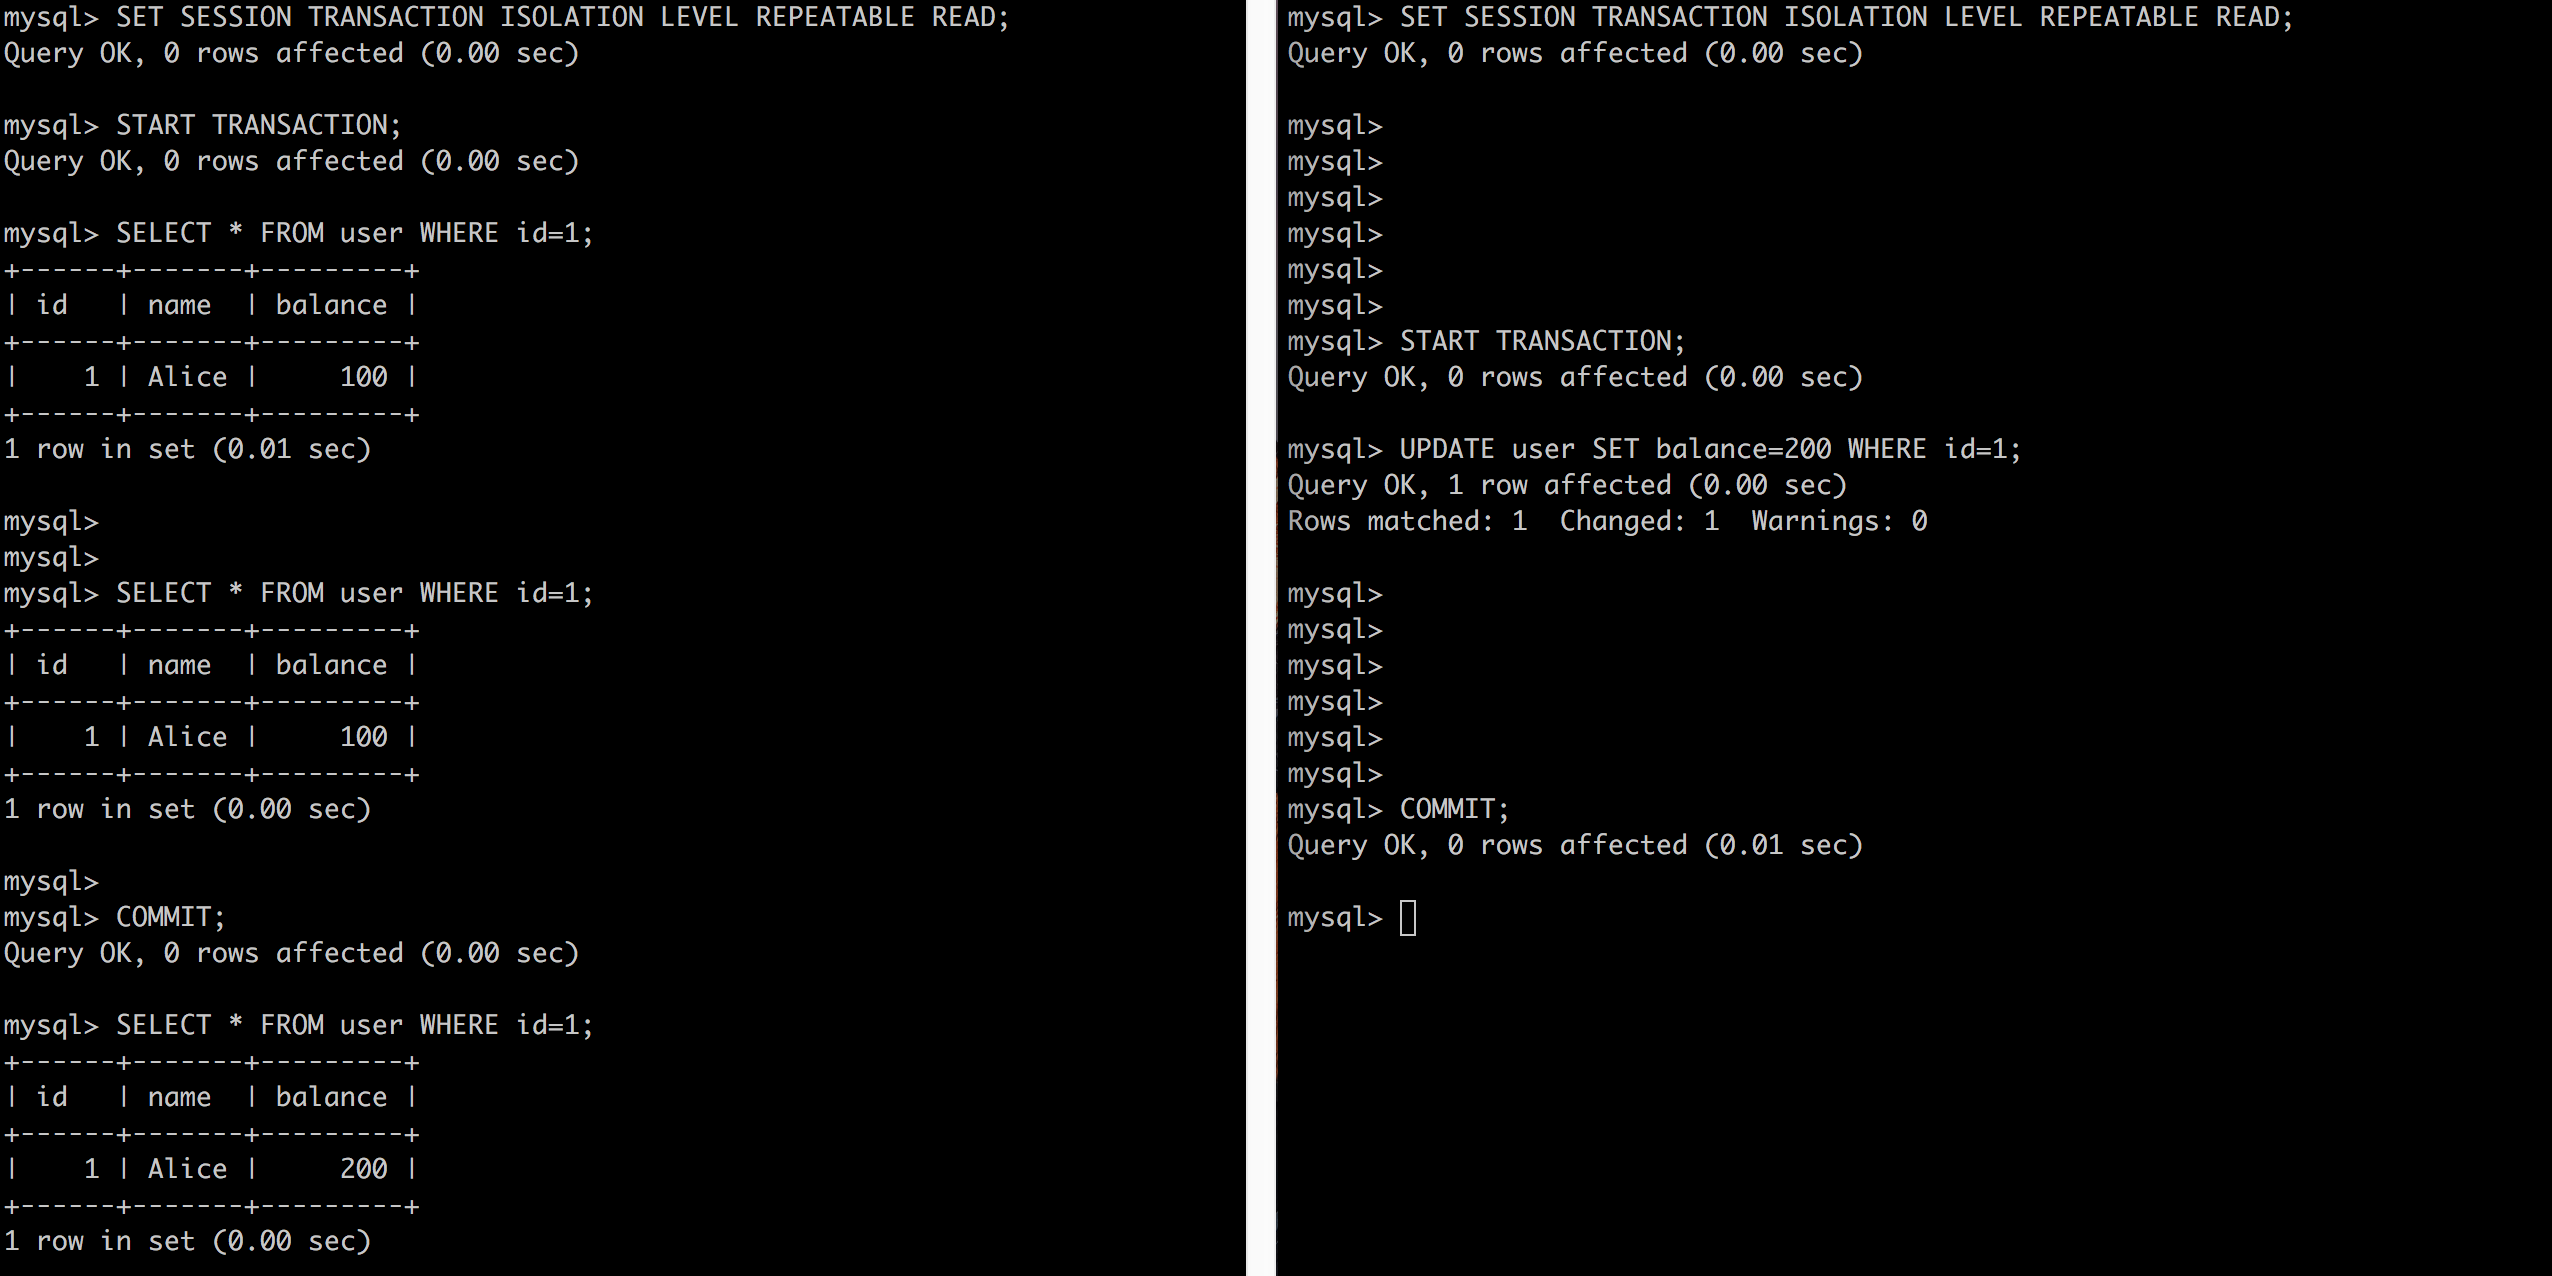 mysql> SET SESSION TRANSACTION ISOLATION LEVEL REPEATABLE READ;
Query OK, 0 rows affected (0.00 sec)
mysql> START TRANSACTION;
Query OK, 0 rows affected (0.00 sec)
mysql> SELECT * FROM user WHERE id=1;
+------+-------+---------+
| id   | name  | balance |
+------+-------+---------+
|    1 | Alice |     100 |
+------+-------+---------+
1 row in set (0.01 sec)
mysql>
mysql>
mysql> SELECT * FROM user WHERE id=1;
+------+-------+---------+
| id   | name  | balance |
+------+-------+---------+
|    1 | Alice |     100 |
+------+-------+---------+
1 row in set (0.00 sec)
mysql>
mysql> COMMIT;
Query OK, 0 rows affected (0.00 sec)
mysql> SELECT * FROM user WHERE id=1;
+------+-------+---------+
| id   | name  | balance |
+------+-------+---------+
|    1 | Alice |     200 |
+------+-------+---------+
1 row in set (0.00 sec)
mysql> SET SESSION TRANSACTION ISOLATION LEVEL REPEATABLE READ;
Query OK, 0 rows affected (0.00 sec)
mysql>
mysql>
mysql>
mysql>
mysql>
mysql>
mysql> START TRANSACTION;
Query OK, 0 rows affected (0.00 sec)
mysql> UPDATE user SET balance=200 WHERE id=1;
Query OK, 1 row affected (0.00 sec)
Rows matched: 1  Changed: 1  Warnings: 0
mysql>
mysql>
mysql>
mysql>
mysql>
mysql>
mysql> COMMIT;
Query OK, 0 rows affected (0.01 sec)
mysql>